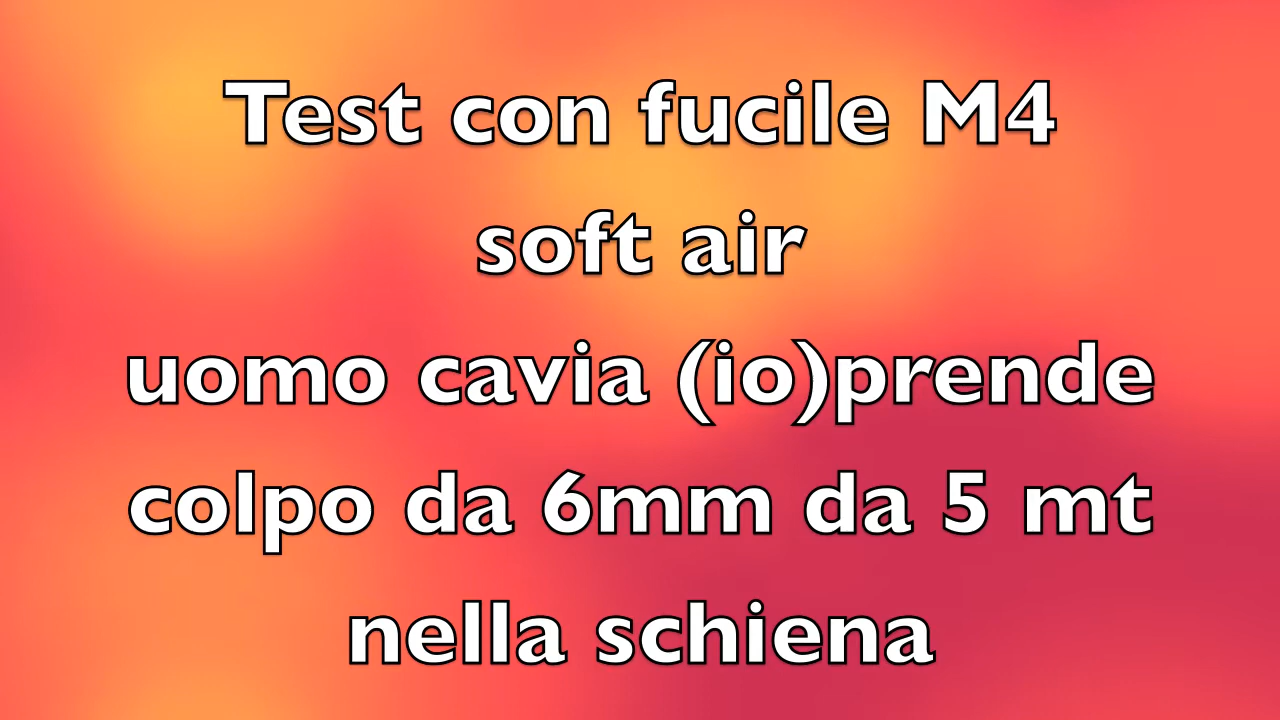 Test con fucile M4
soft air
uomo cavia (io)prende
colpo da 6mm da 5 mt
nella schiena